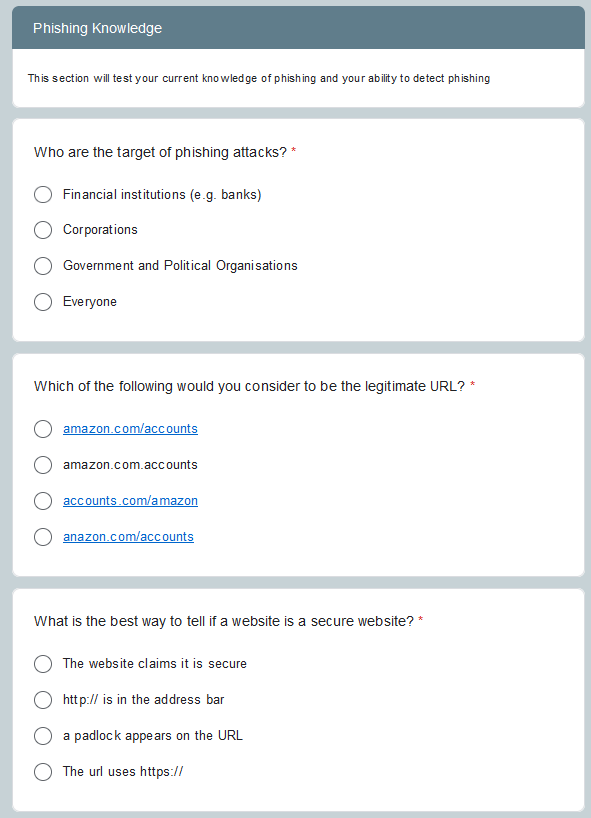 Phishing Knowledge
This section will test your current knowledge of phishing and your ability to detect phishing
Who are the target of phishing attacks? *
Financial institutions (e.g. banks)
Corporations
Government and Political Organisations
Everyone
Which of the following would you consider to be the legitimate URL? *
amazon.com/accounts
amazon.com.accounts
accounts.com/amazon
anazon.com/accounts
What is the best way to tell if a website is a secure website? *
The website claims it is secure
http:// is in the address bar
a padlock appears on the URL
The url uses https://